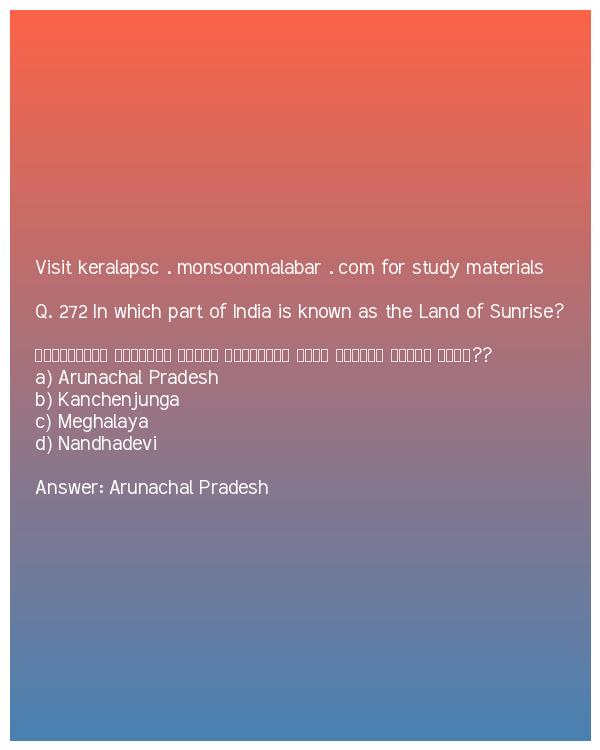 Visit keralapsc . monsoonmalabar . com for study materials
Q. 272 In which part of India is known as the Land of Sunrise?
??
a) Arunachal Pradesh
b) Kanchenjunga
c) Meghalaya
d) Nandhadevi
Answer: Arunachal Pradesh